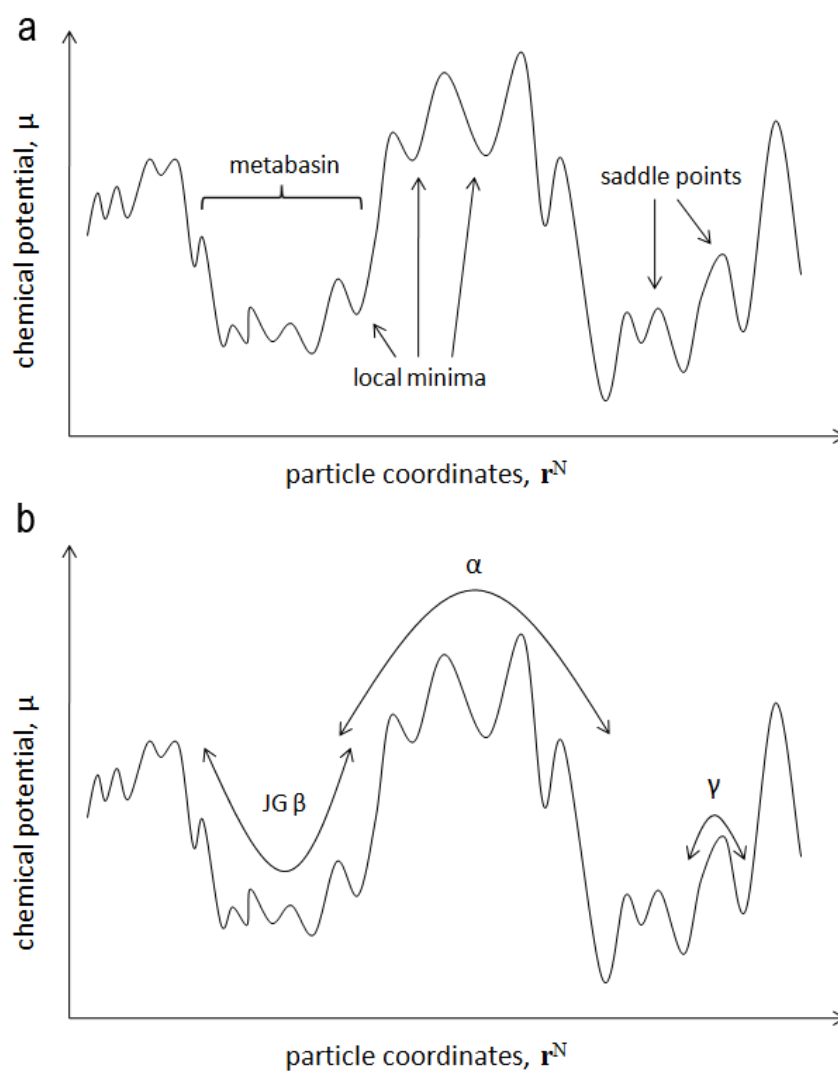 a
chemical potential, μ
metabasin
saddle points
local minima
particle coordinates, r^N
b
chemical potential, μ
α
JG β
γ
particle coordinates, r^N